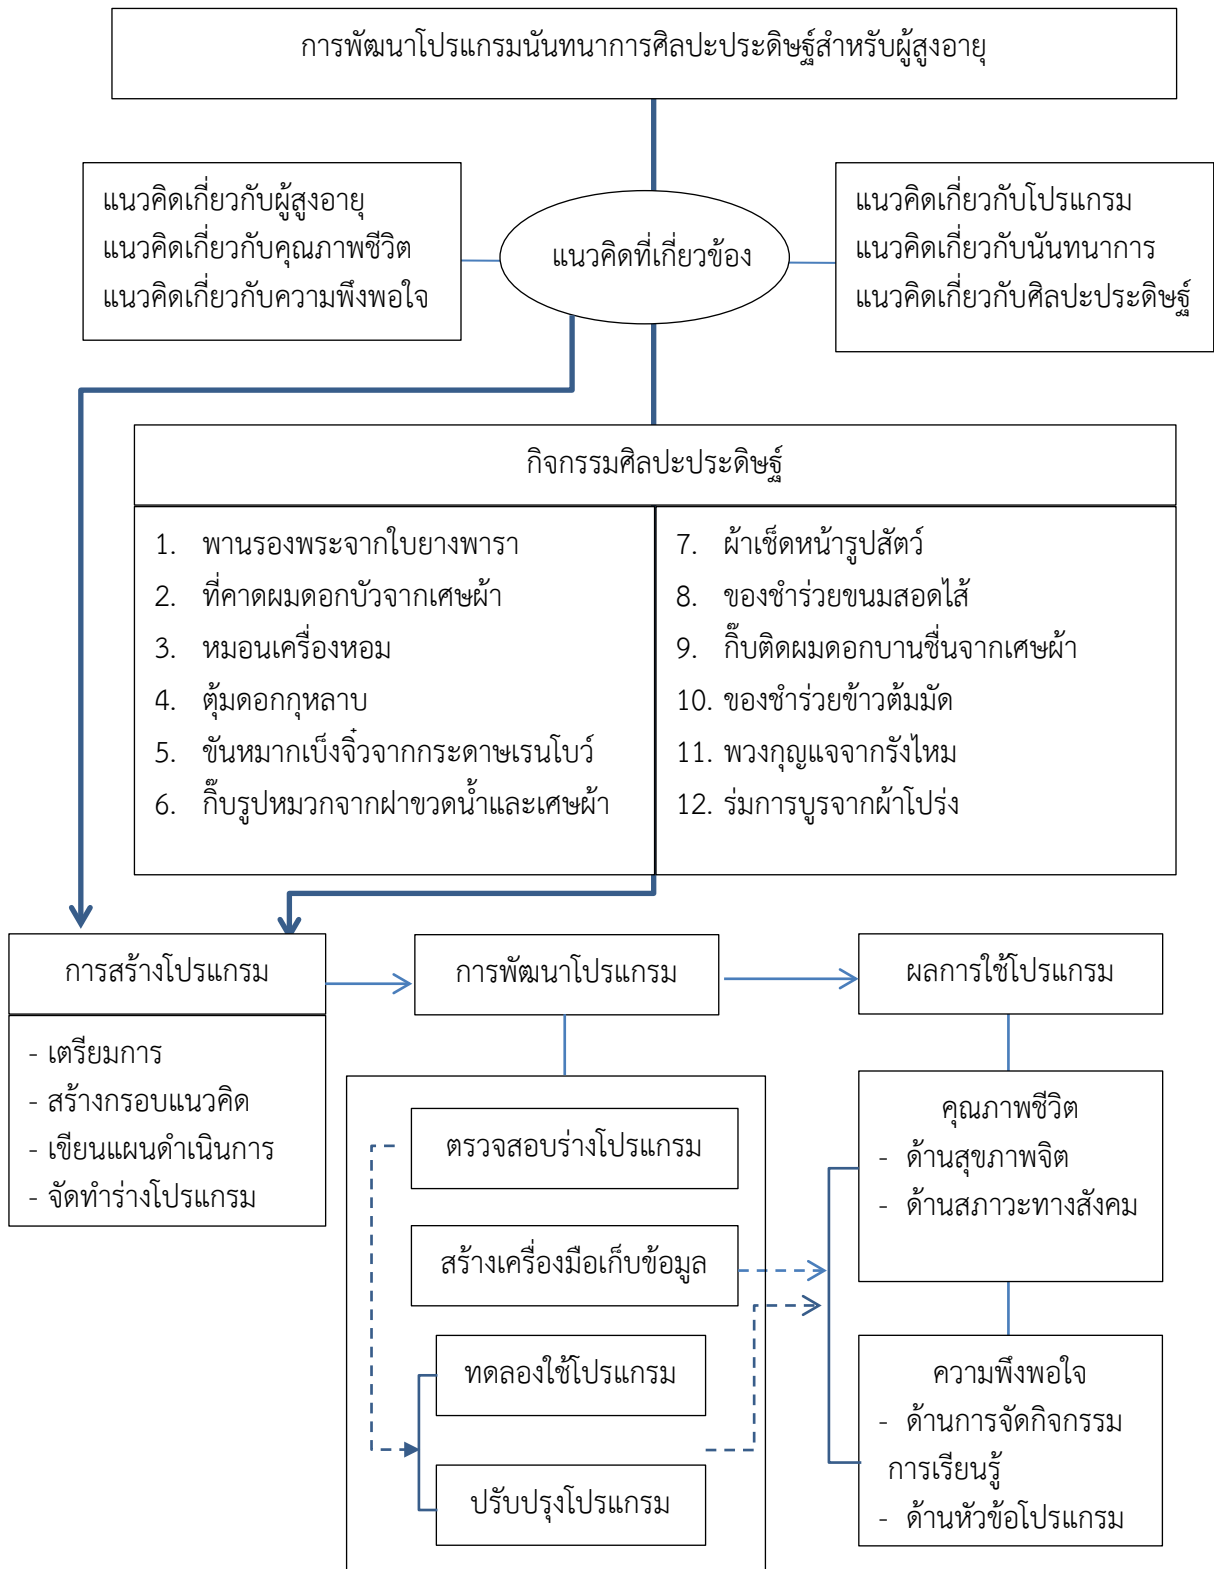 การพัฒนาโปรแกรมนันทนาการศิลปะประดิษฐ์สำหรับผู้สูงอายุ
แนวคิดเกี่ยวกับผู้สูงอายุ
แนวคิดเกี่ยวกับคุณภาพชีวิต
แนวคิดเกี่ยวกับความพึงพอใจ
แนวคิดที่เกี่ยวข้อง
แนวคิดเกี่ยวกับโปรแกรม
แนวคิดเกี่ยวกับนันทนาการ
แนวคิดเกี่ยวกับศิลปะประดิษฐ์
กิจกรรมศิลปะประดิษฐ์
1. พานรองพระจากใบยางพารา
2. ที่คาดผมดอกบัวจากเศษผ้า
3. หมอนเครื่องหอม
4. ตุ้มดอกกุหลาบ
5. ขันหมากเบ็งจิ๋วจากกระดาษเรนโบว์
6. กิ๊บรูปหมวกจากฝาขวดน้ำและเศษผ้า
7. ผ้าเช็ดหน้ารูปสัตว์
8. ของชำร่วยขนมสอดไส้
9. กิ๊บติดผมดอกบานชื่นจากเศษผ้า
10. ของชำร่วยข้าวต้มมัด
11. พวงกุญแจจากรังไหม
12. ร่มการบูรจากผ้าโปร่ง
การสร้างโปรแกรม
- เตรียมการ
- สร้างกรอบแนวคิด
- เขียนแผนดำเนินการ
- จัดทำร่างโปรแกรม
การพัฒนาโปรแกรม
ตรวจสอบร่างโปรแกรม
สร้างเครื่องมือเก็บข้อมูล
ทดลองใช้โปรแกรม
ปรับปรุงโปรแกรม
ผลการใช้โปรแกรม
คุณภาพชีวิต
- ด้านสุขภาพจิต
- ด้านสภาวะทางสังคม
ความพึงพอใจ
- ด้านการจัดกิจกรรม
การเรียนรู้
- ด้านหัวข้อโปรแกรม